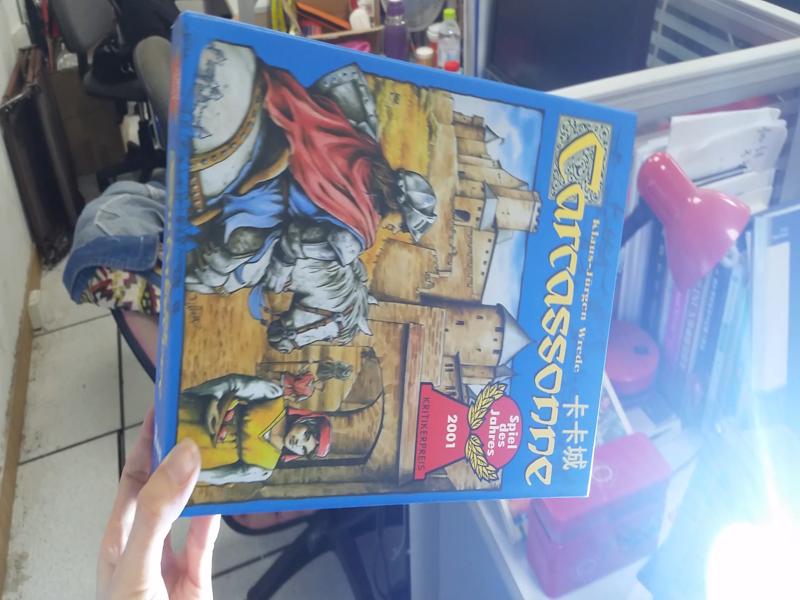 Carcassonne
Klaus-Jürgen Wrede
卡卡城
Spiel
des
Jahres
2001
KRITIKERPREIS